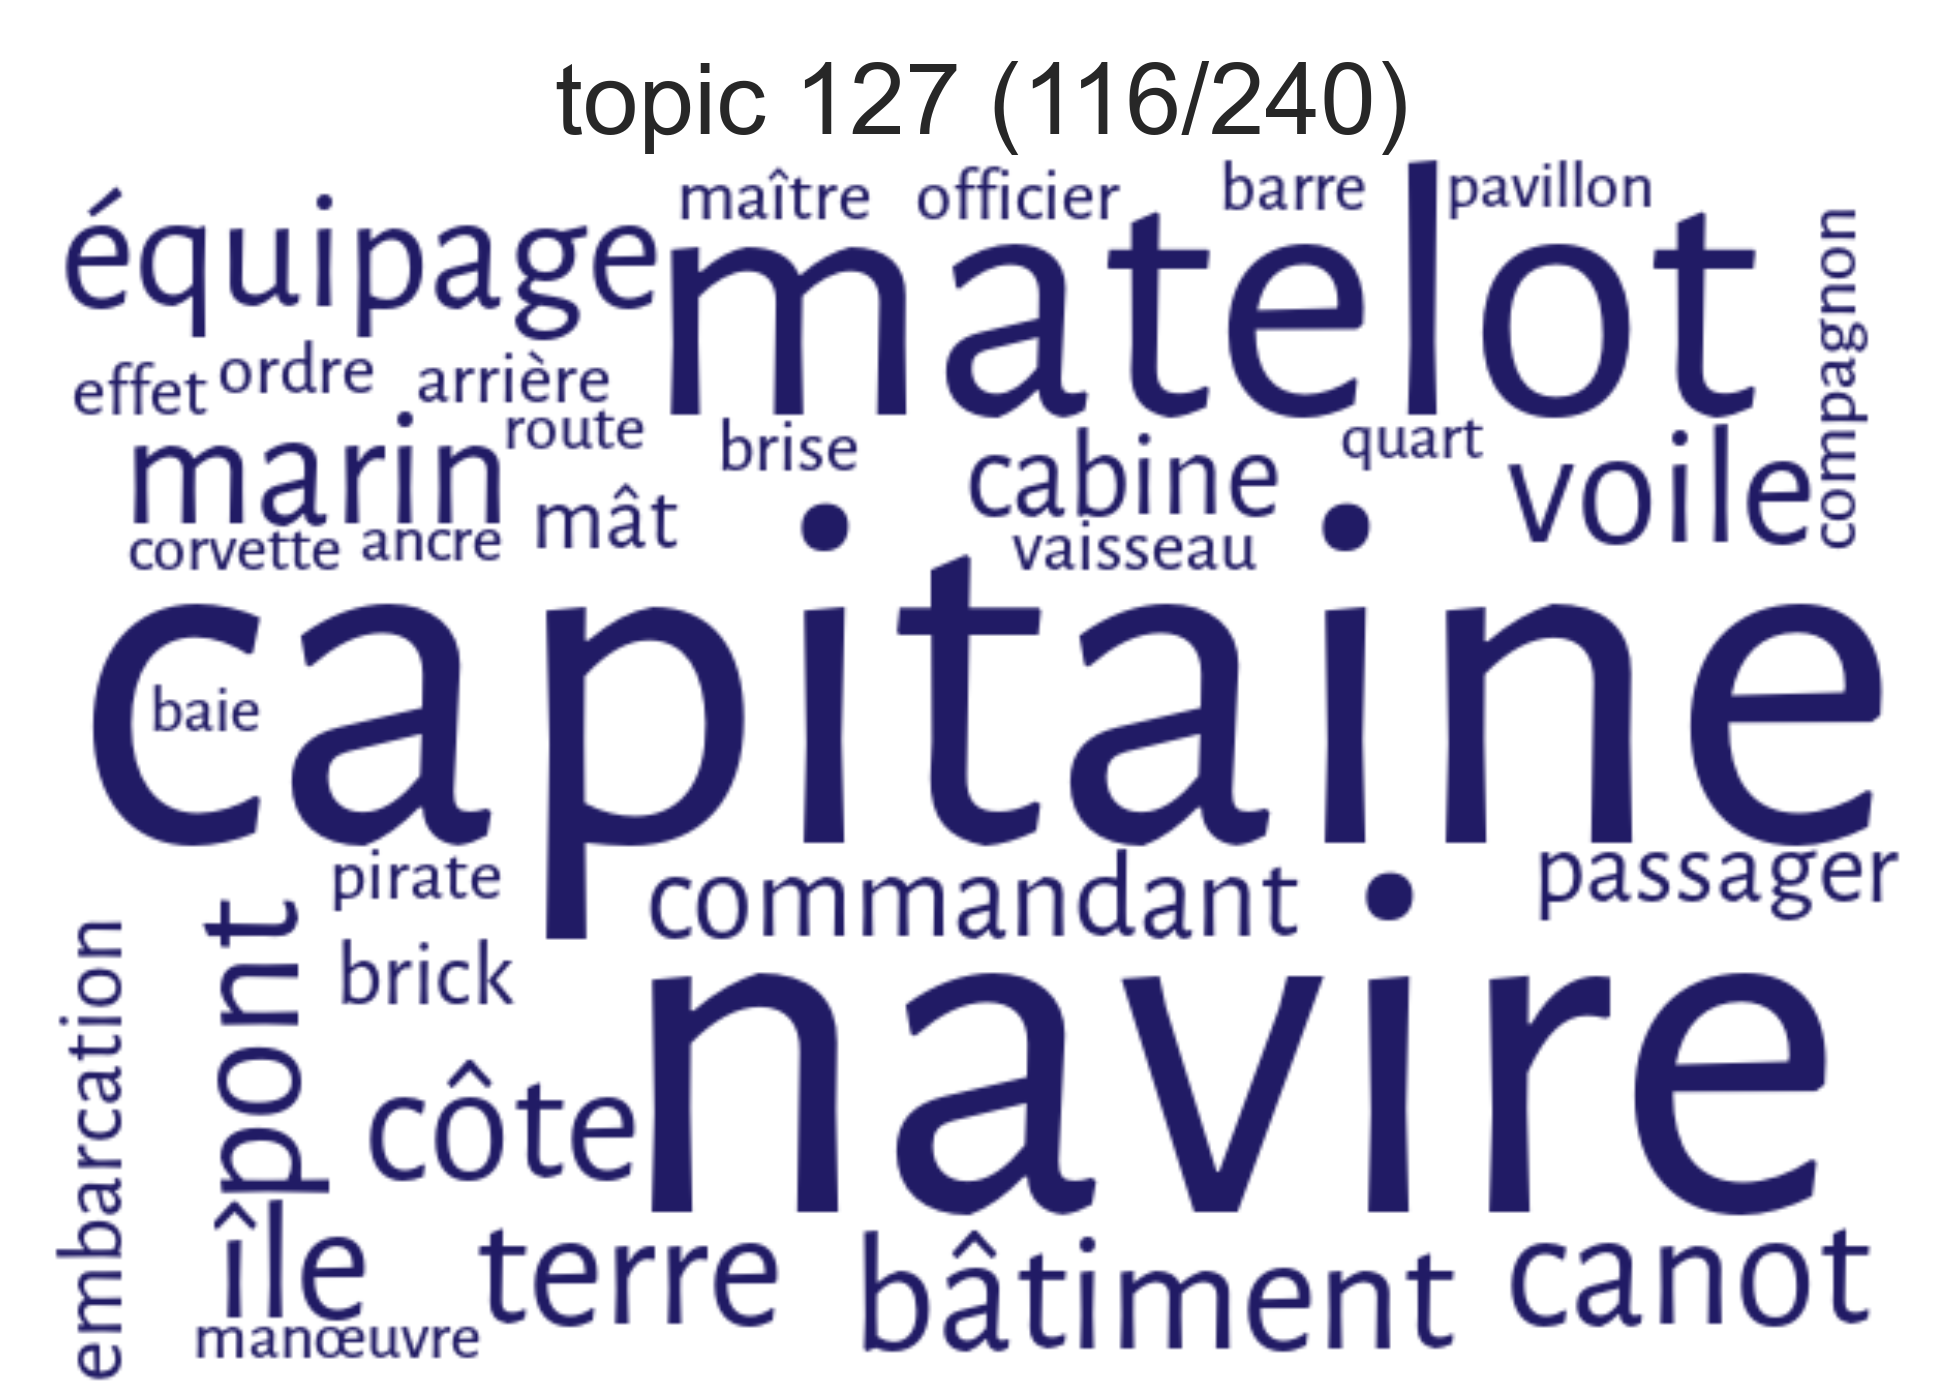 topic 127 (116/240)
maître officier barre pavillon
équipage matelot
compagnon
effet ordre arrière
route brise cabine quart voile
marin mât
corvette ancre vaisseau
capitaine
baie
pirate commandant passager
embarcation pont brick
navire
côte
île terre bâtiment canot
manœuvre